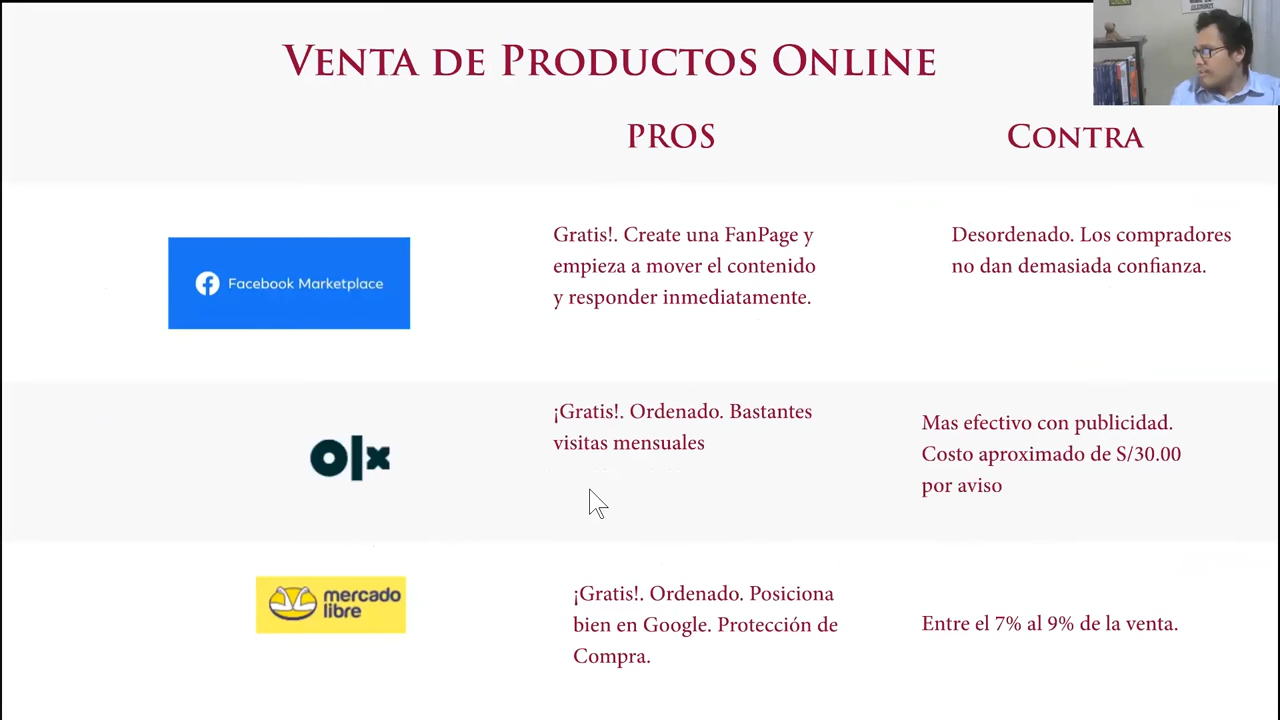 VENTA DE PRODUCTOS ONLINE
PROS
CONTRA
Facebook Marketplace
Gratis!. Create una FanPage y
empieza a mover el contenido
y responder inmediatamente.
Desordenado. Los compradores
no dan demasiada confianza.
olx
¡Gratis!. Ordenado. Bastantes
visitas mensuales
Mas efectivo con publicidad.
Costo aproximado de S/30.00
por aviso
mercado
libre
¡Gratis!. Ordenado. Posiciona
bien en Google. Protección de
Compra.
Entre el 7% al 9% de la venta.